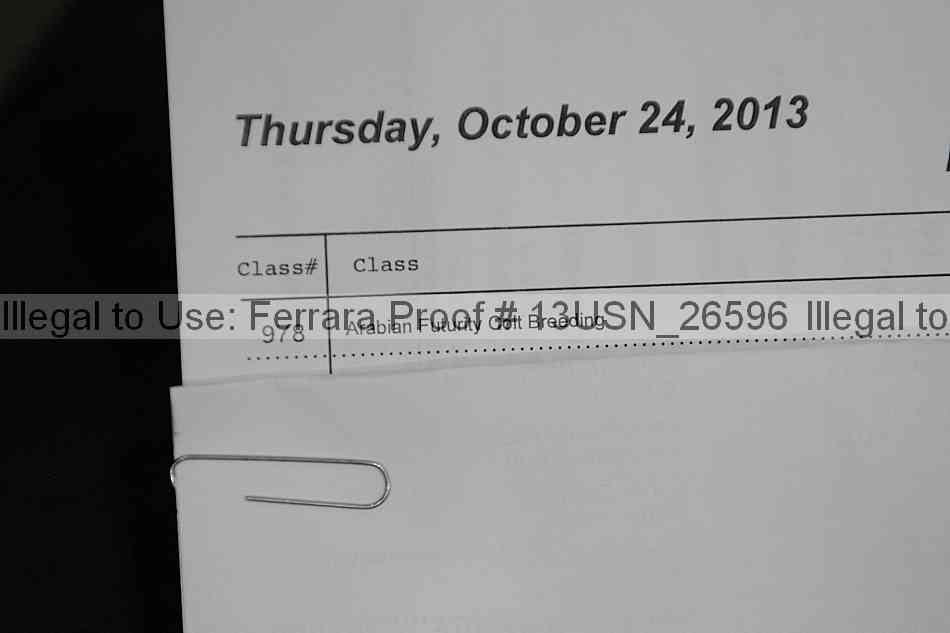 Thursday, October 24, 2013
Class# Class
Illegal to Use: Ferrara Proof # 13USN_26596 Illegal to
978 Arabian Futurity Colt Breeding